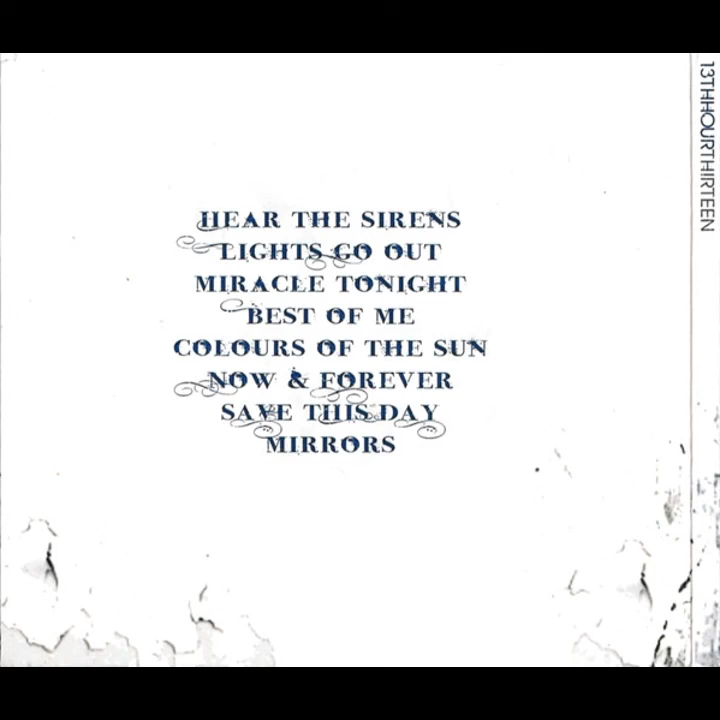 HEAR THE SIRENS
LIGHTS GO OUT
MIRACLE TONIGHT
BEST OF ME
COLOURS OF THE SUN
NOW & FOREVER
SAVE THIS DAY
MIRRORS
13THHOURTHIRTEEN